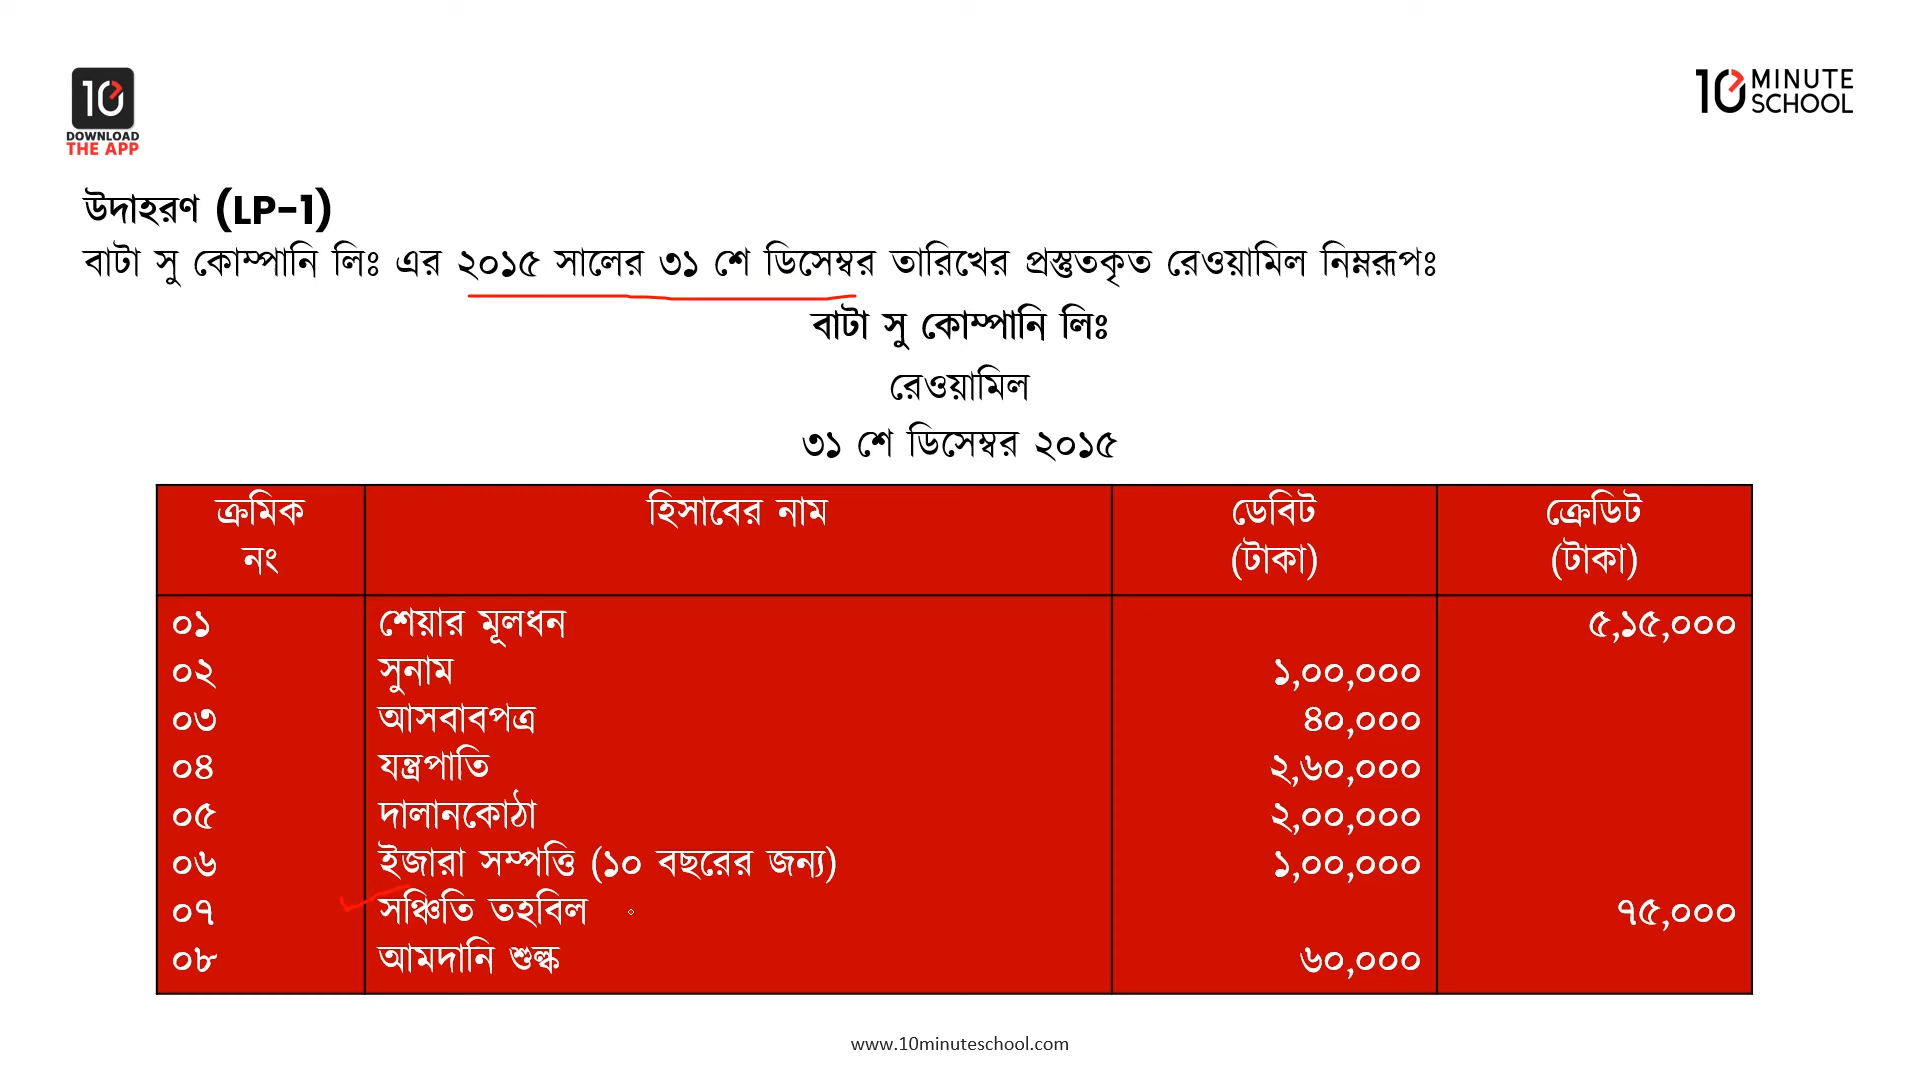 10
DOWNLOAD
THE APP
10 MINUTE
SCHOOL
উদাহরণ (LP-1)
বাটা সু কোম্পানি লিঃ এর ২০১৫ সালের ৩১ শে ডিসেম্বর তারিখের প্রস্তুতকৃত রেওয়ামিল নিম্নরূপঃ
বাটা সু কোম্পানি লিঃ
রেওয়ামিল
৩১ শে ডিসেম্বর ২০১৫
ক্রমিক নং হিসাবের নাম ডেবিট (টাকা) ক্রেডিট (টাকা)
০১ শেয়ার মূলধন ৫,১৫,০০০
০২ সুনাম ১,০০,০০০
০৩ আসবাবপত্র ৪০,০০০
০৪ যন্ত্রপাতি ২,৬০,০০০
০৫ দালানকোঠা ২,০০,০০০
০৬ ইজারা সম্পত্তি (১০ বছরের জন্য) ১,০০,০০০
০৭ সঞ্চিতি তহবিল ৭৫,০০০
০৮ আমদানি শুল্ক ৬০,০০০
www.10minuteschool.com